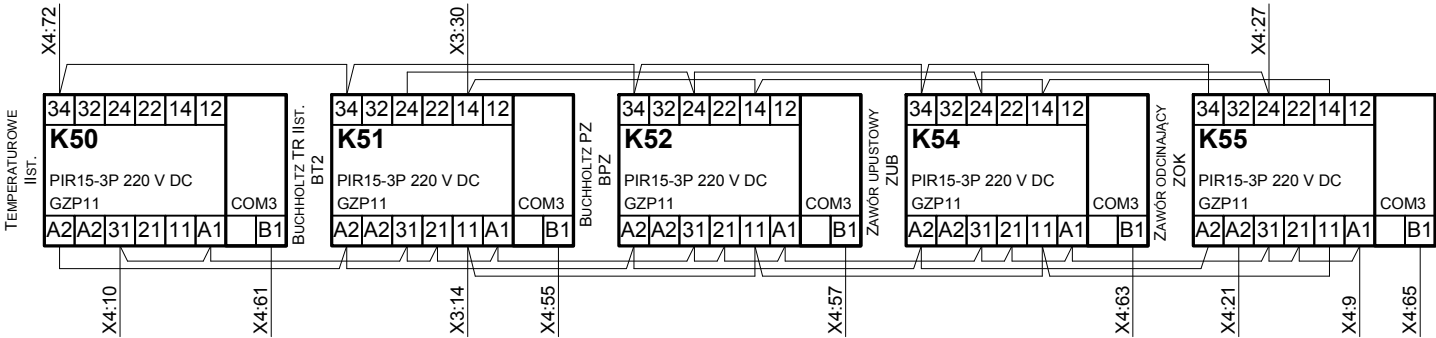 X4:72
X3:30
X4:27
TEMPERATUROWE
IIST.
34 32 24 22 14 12
K50
PIR15-3P 220 V DC
GZP11
COM3
A2 A2 31 21 11 A1 B1
BUCHHOLTZ TR IIST.
BT2
34 32 24 22 14 12
K51
PIR15-3P 220 V DC
GZP11
COM3
A2 A2 31 21 11 A1 B1
BUCHHOLTZ PZ
BPZ
34 32 24 22 14 12
K52
PIR15-3P 220 V DC
GZP11
COM3
A2 A2 31 21 11 A1 B1
ZAWÓR UPUSTOWY
ZUB
34 32 24 22 14 12
K54
PIR15-3P 220 V DC
GZP11
COM3
A2 A2 31 21 11 A1 B1
ZAWÓR ODCINAJĄCY
ZOK
34 32 24 22 14 12
K55
PIR15-3P 220 V DC
GZP11
COM3
A2 A2 31 21 11 A1 B1
X4:10
X4:61
X3:14
X4:55
X4:57
X4:63
X4:21
X4:9
X4:65